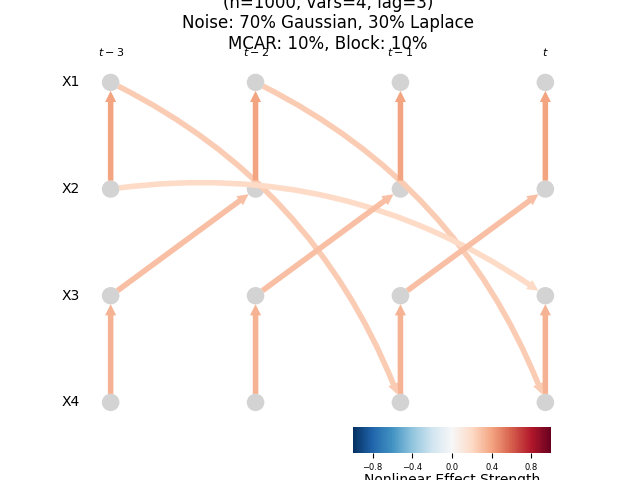 (n=1000, vars=4, lag=3)
Noise: 70% Gaussian, 30% Laplace
MCAR: 10%, Block: 10%
t − 3 t − 2 t − 1 t
X1
X2
X3
X4
−0.8 −0.4 0.0 0.4 0.8
Nonlinear Effect Strength